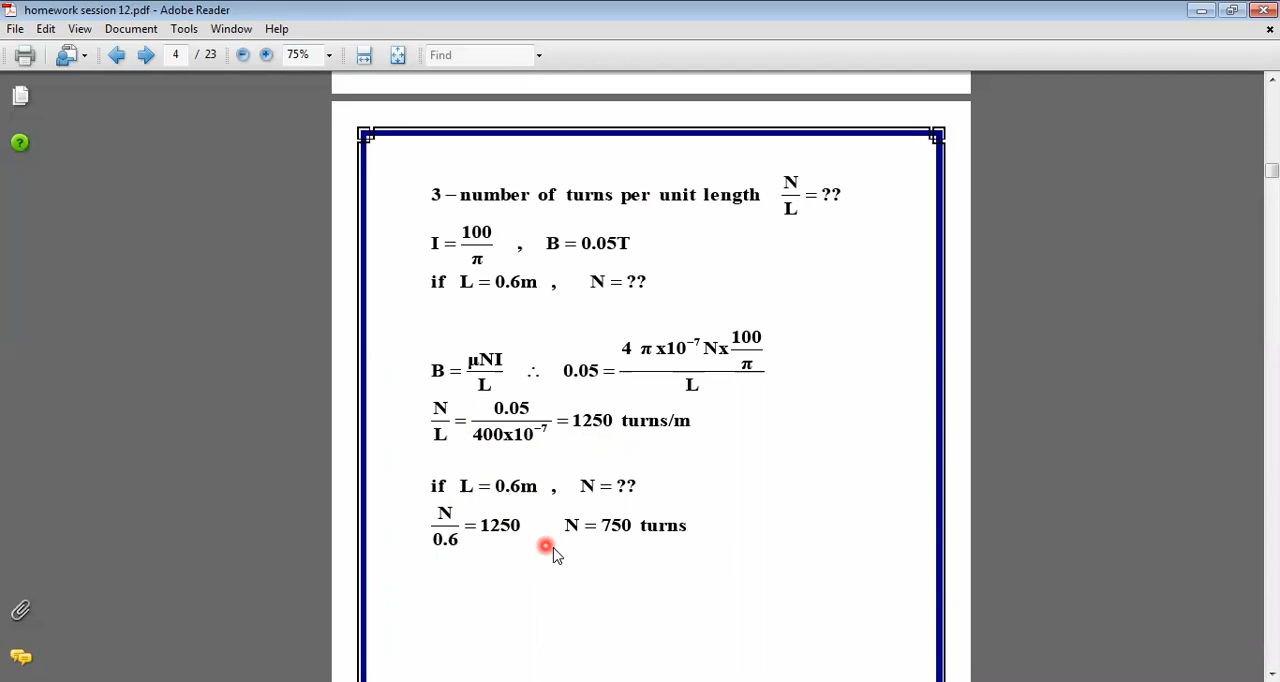 homework session 12.pdf - Adobe Reader
File Edit View Document Tools Window Help
4 / 23 75% Find
3 – number of turns per unit length N/L = ??
I = 100/π , B = 0.05T
if L = 0.6m , N = ??
B = μNI/L ∴ 0.05 = 4 π x10⁻⁷ Nx 100/π / L
N/L = 0.05/400x10⁻⁷ = 1250 turns/m
if L = 0.6m , N = ??
N/0.6 = 1250 N = 750 turns